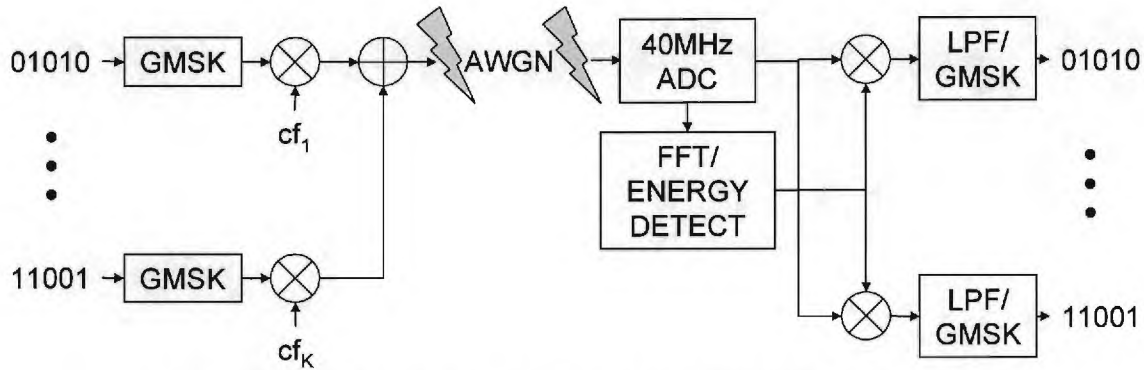 01010
GMSK
cf1
AWGN
40MHz
ADC
LPF/
GMSK
01010
FFT/
ENERGY
DETECT
11001
GMSK
cfK
LPF/
GMSK
11001